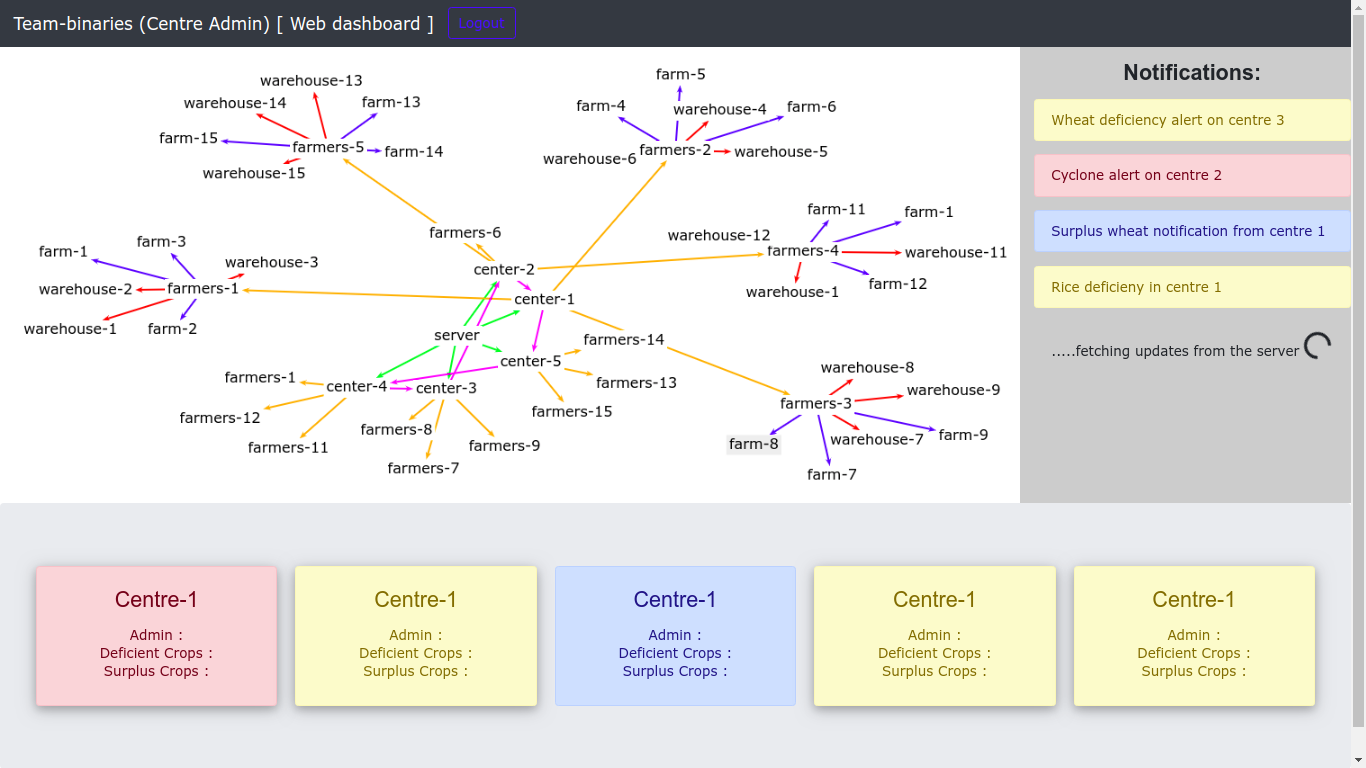 Team-binaries (Centre Admin) [ Web dashboard ] Logout
Notifications:
Wheat deficiency alert on centre 3
Cyclone alert on centre 2
Surplus wheat notification from centre 1
Rice deficieny in centre 1
.....fetching updates from the server
warehouse-13
warehouse-14
farm-13
farm-15
farmers-5
farm-14
warehouse-15
farm-5
farm-4
warehouse-4
farm-6
warehouse-6
farmers-2
warehouse-5
farm-11
farm-1
warehouse-12
farmers-4
warehouse-11
farm-12
warehouse-1
farmers-6
center-2
center-1
farm-3
farm-1
warehouse-3
warehouse-2
farmers-1
warehouse-1
farm-2
server
farmers-14
center-5
farmers-13
farmers-15
farmers-1
center-4
center-3
farmers-12
farmers-8
farmers-11
farmers-9
farmers-7
warehouse-8
warehouse-9
farmers-3
farm-8
warehouse-7
farm-9
farm-7
Centre-1
Admin :
Deficient Crops :
Surplus Crops :
Centre-1
Admin :
Deficient Crops :
Surplus Crops :
Centre-1
Admin :
Deficient Crops :
Surplus Crops :
Centre-1
Admin :
Deficient Crops :
Surplus Crops :
Centre-1
Admin :
Deficient Crops :
Surplus Crops :